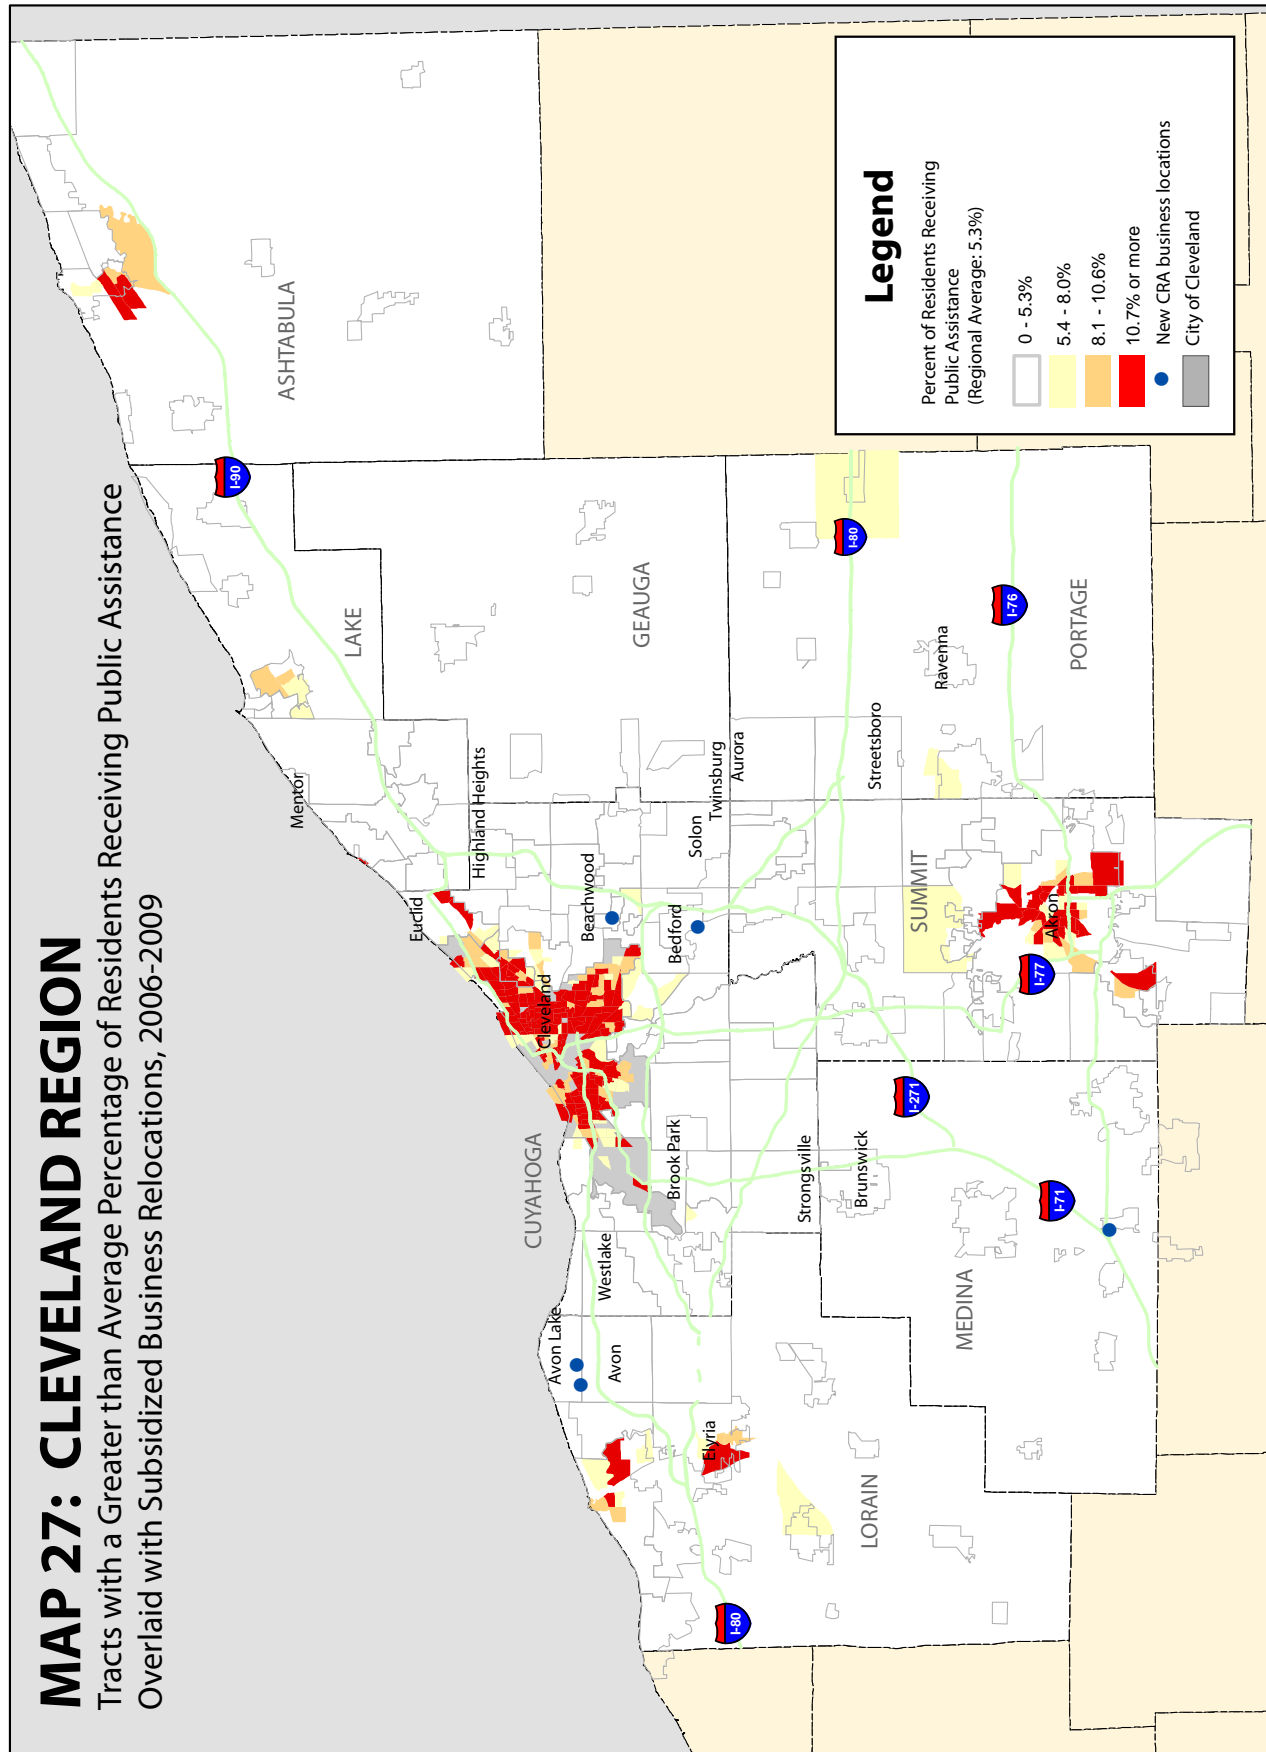 MAP 27: CLEVELAND REGION
Tracts with a Greater than Average Percentage of Residents Receiving Public Assistance
Overlaid with Subsidized Business Relocations, 2006-2009
ASHTABULA
I-90
LAKE
GEAUGA
Mentor
Highland Heights
Euclid
Beachwood
Cleveland
CUYAHOGA
Bedford
Solon
Twinsburg
Aurora
Streetsboro
I-80
Ravenna
I-76
PORTAGE
SUMMIT
Akron
I-77
I-271
Brook Park
Strongsville
Brunswick
I-71
MEDINA
Westlake
Avon Lake
Avon
Elyria
LORAIN
I-80
Legend
Percent of Residents Receiving
Public Assistance
(Regional Average: 5.3%)
0 - 5.3%
5.4 - 8.0%
8.1 - 10.6%
10.7% or more
New CRA business locations
City of Cleveland